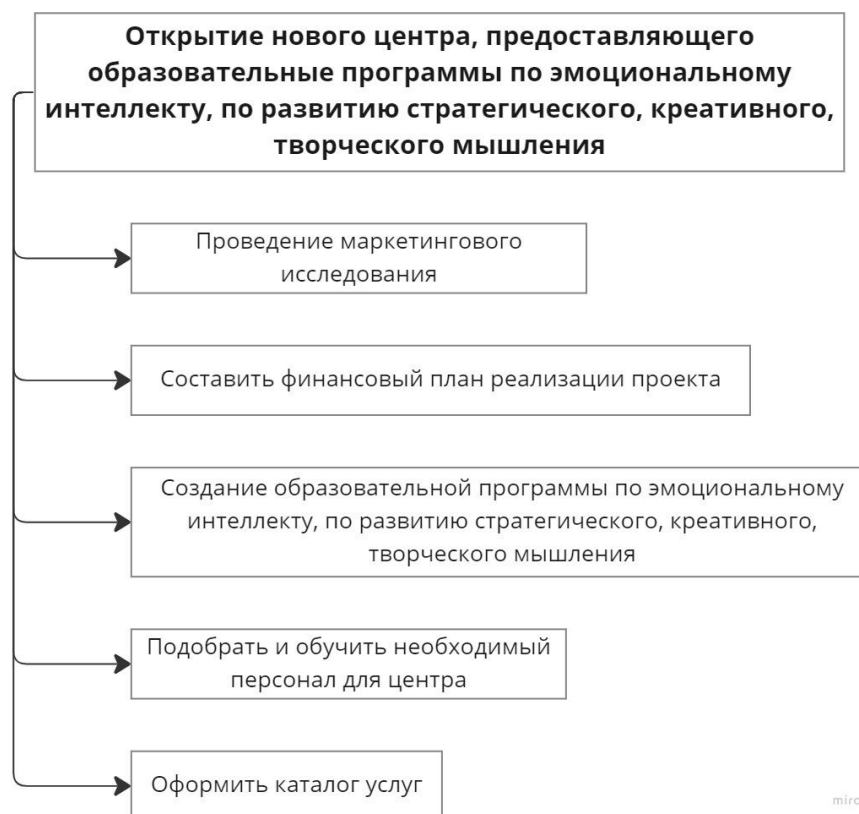 Открытие нового центра, предоставляющего
образовательные программы по эмоциональному
интеллекту, по развитию стратегического, креативного,
творческого мышления
Проведение маркетингового
исследования
Составить финансовый план реализации проекта
Создание образовательной программы по эмоциональному
интеллекту, по развитию стратегического, креативного,
творческого мышления
Подобрать и обучить необходимый
персонал для центра
Оформить каталог услуг
miro